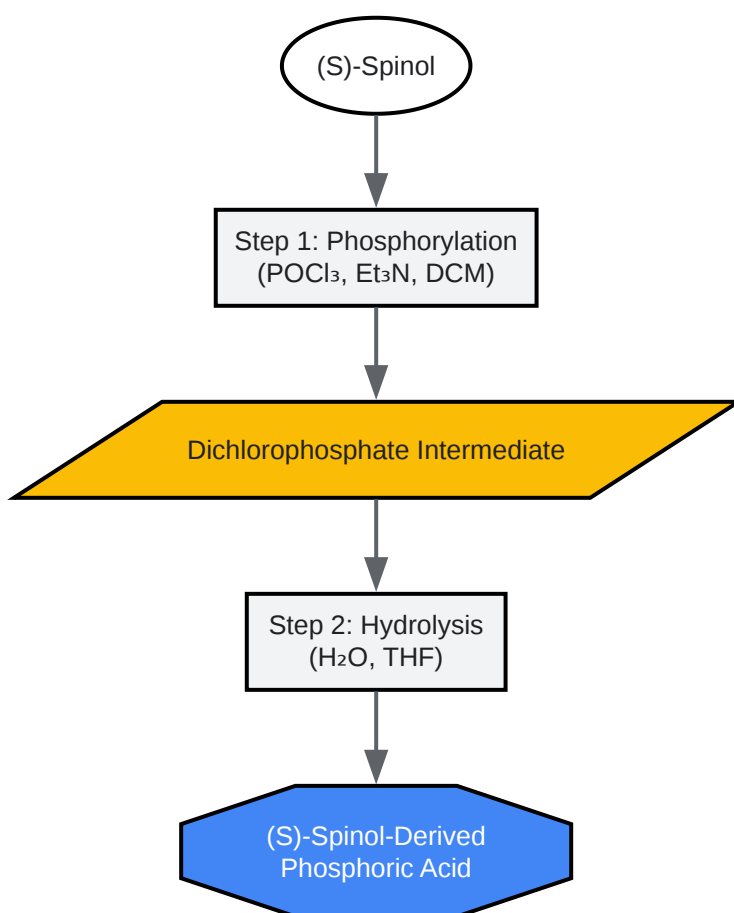 (S)-Spinol
Step 1: Phosphorylation
(POCl₃, Et₃N, DCM)
Dichlorophosphate Intermediate
Step 2: Hydrolysis
(H₂O, THF)
(S)-Spinol-Derived
Phosphoric Acid